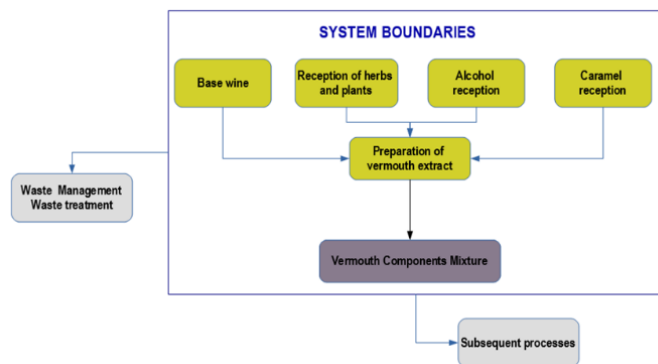 SYSTEM BOUNDARIES
Base wine
Reception of herbs
and plants
Alcohol
reception
Caramel
reception
Preparation of
vermouth extract
Waste Management
Waste treatment
Vermouth Components Mixture
Subsequent processes